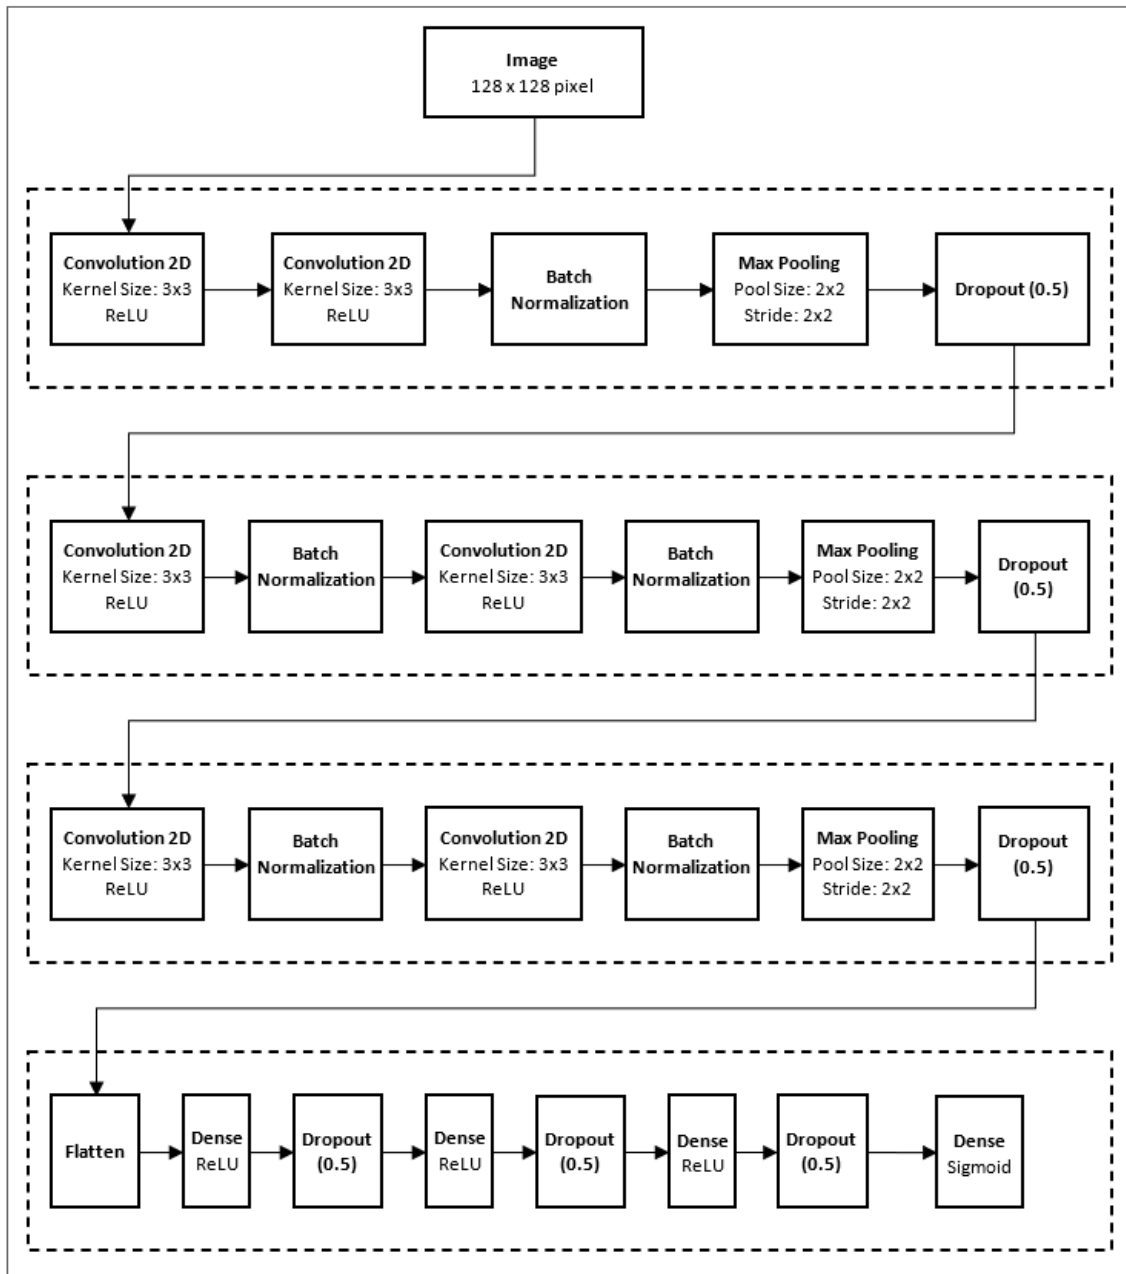 Image
128 x 128 pixel
Convolution 2D
Kernel Size: 3x3
ReLU
Convolution 2D
Kernel Size: 3x3
ReLU
Batch
Normalization
Max Pooling
Pool Size: 2x2
Stride: 2x2
Dropout (0.5)
Convolution 2D
Kernel Size: 3x3
ReLU
Batch
Normalization
Convolution 2D
Kernel Size: 3x3
ReLU
Batch
Normalization
Max Pooling
Pool Size: 2x2
Stride: 2x2
Dropout
(0.5)
Convolution 2D
Kernel Size: 3x3
ReLU
Batch
Normalization
Convolution 2D
Kernel Size: 3x3
ReLU
Batch
Normalization
Max Pooling
Pool Size: 2x2
Stride: 2x2
Dropout
(0.5)
Flatten
Dense
ReLU
Dropout
(0.5)
Dense
ReLU
Dropout
(0.5)
Dense
ReLU
Dropout
(0.5)
Dense
Sigmoid